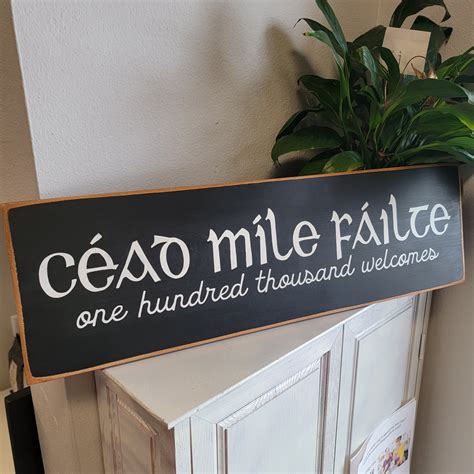 Céad Míle Fáilte
one hundred thousand welcomes